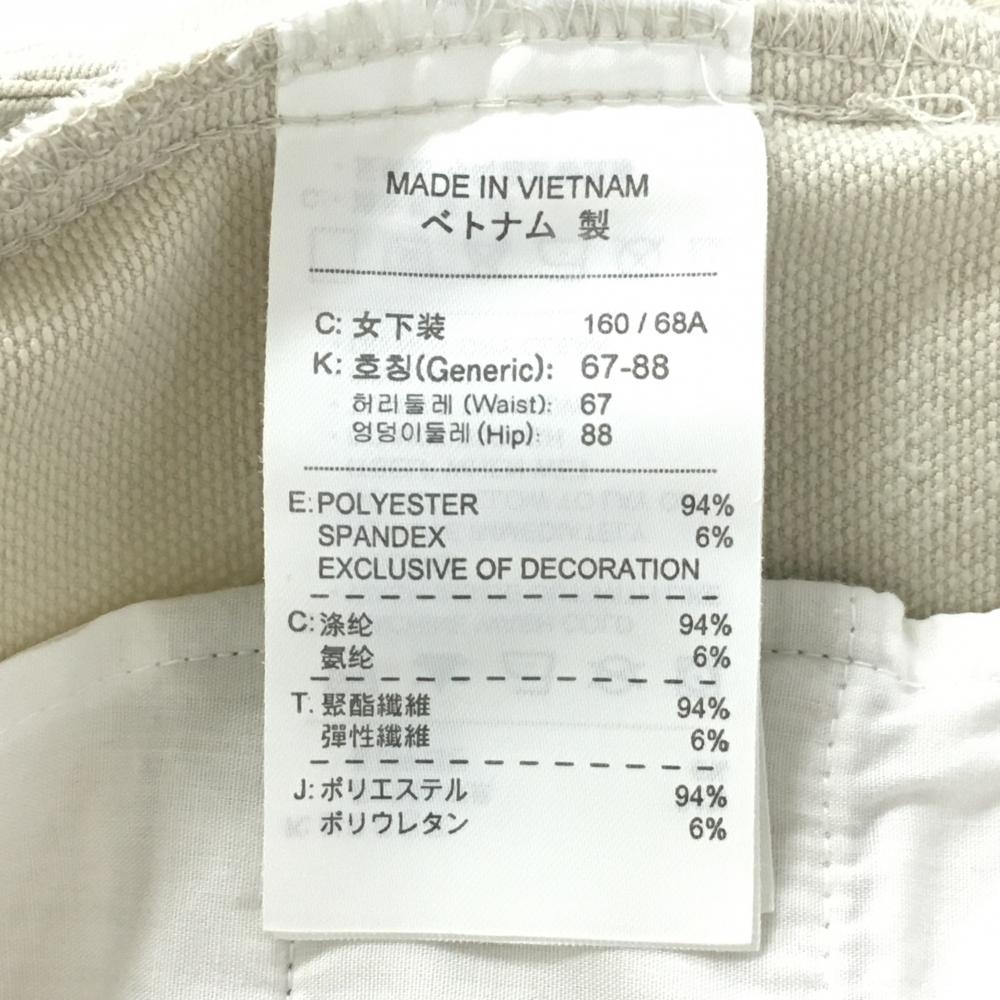 MADE IN VIETNAM
ベトナム 製
C: 女下装 160 / 68A
K: 호칭(Generic): 67-88
허리둘레 (Waist): 67
엉덩이둘레 (Hip): 88
E: POLYESTER 94%
SPANDEX 6%
EXCLUSIVE OF DECORATION
C: 涤纶 94%
氨纶 6%
T: 聚酯纖維 94%
彈性纖維 6%
J: ポリエステル 94%
ポリウレタン 6%